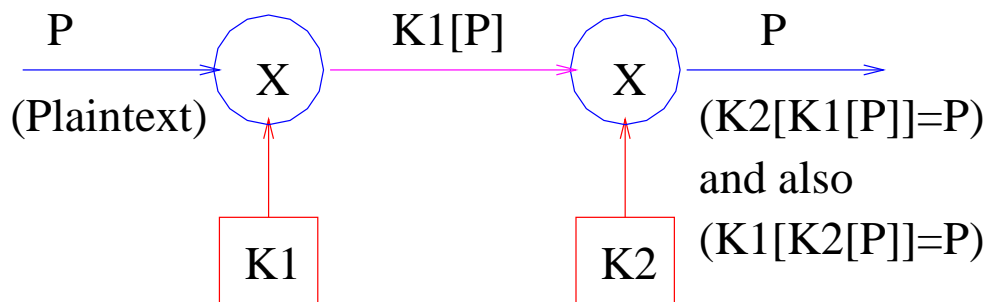 P
K1[P]
P
X
X
(Plaintext)
(K2[K1[P]]=P)
and also
(K1[K2[P]]=P)
K1
K2